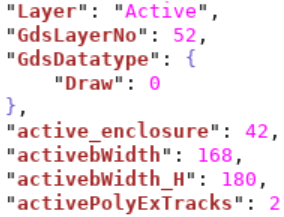 "Layer": "Active",
"GdsLayerNo": 52,
"GdsDatatype": {
"Draw": 0
},
"active_enclosure": 42,
"activebWidth": 168,
"activebWidth_H": 180,
"activePolyExTracks": 2